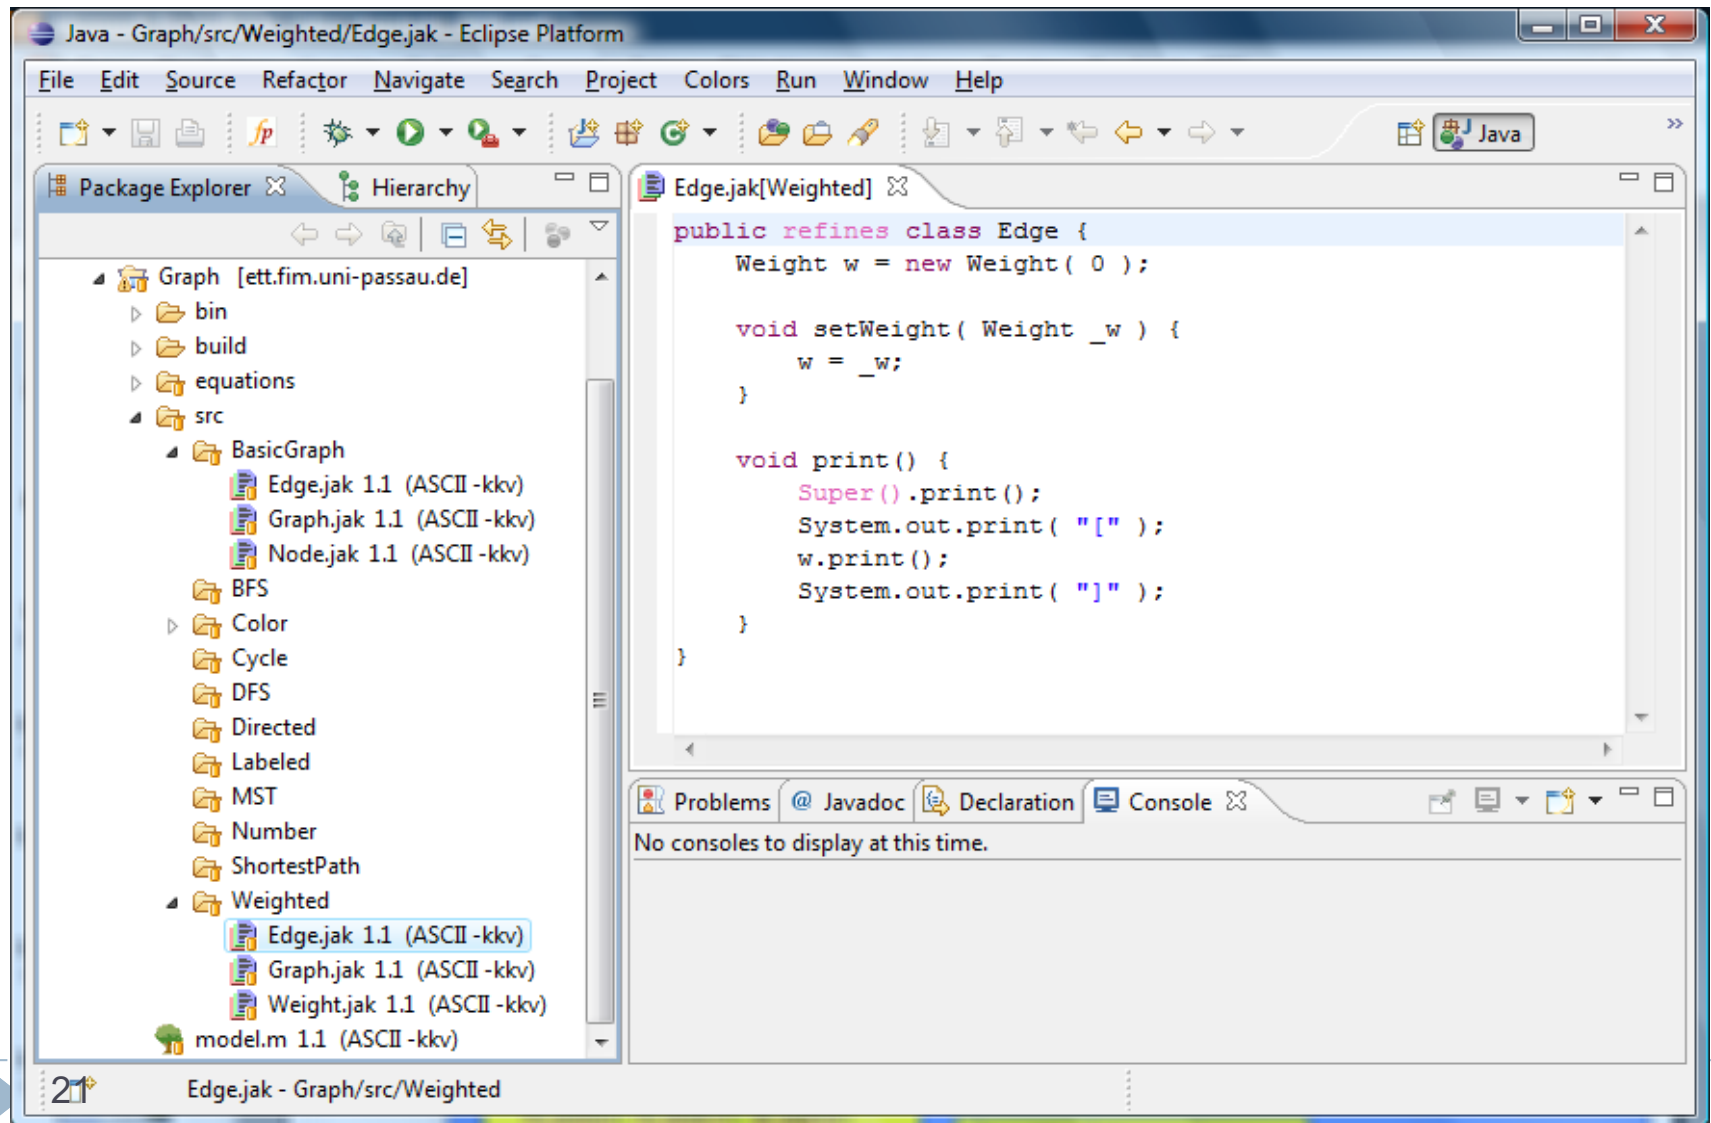 Java - Graph/src/Weighted/Edge.jak - Eclipse Platform
File Edit Source Refactor Navigate Search Project Colors Run Window Help
fp
Java
Package Explorer
Hierarchy
Graph [ett.fim.uni-passau.de]
bin
build
equations
src
BasicGraph
Edge.jak 1.1 (ASCII -kkv)
Graph.jak 1.1 (ASCII -kkv)
Node.jak 1.1 (ASCII -kkv)
BFS
Color
Cycle
DFS
Directed
Labeled
MST
Number
ShortestPath
Weighted
Edge.jak 1.1 (ASCII -kkv)
Graph.jak 1.1 (ASCII -kkv)
Weight.jak 1.1 (ASCII -kkv)
model.m 1.1 (ASCII -kkv)
Edge.jak[Weighted]
public refines class Edge {
Weight w = new Weight( 0 );
void setWeight( Weight _w ) {
w = _w;
}
void print() {
Super().print();
System.out.print( "[" );
w.print();
System.out.print( "]" );
}
}
Problems @ Javadoc Declaration Console
No consoles to display at this time.
21
Edge.jak - Graph/src/Weighted